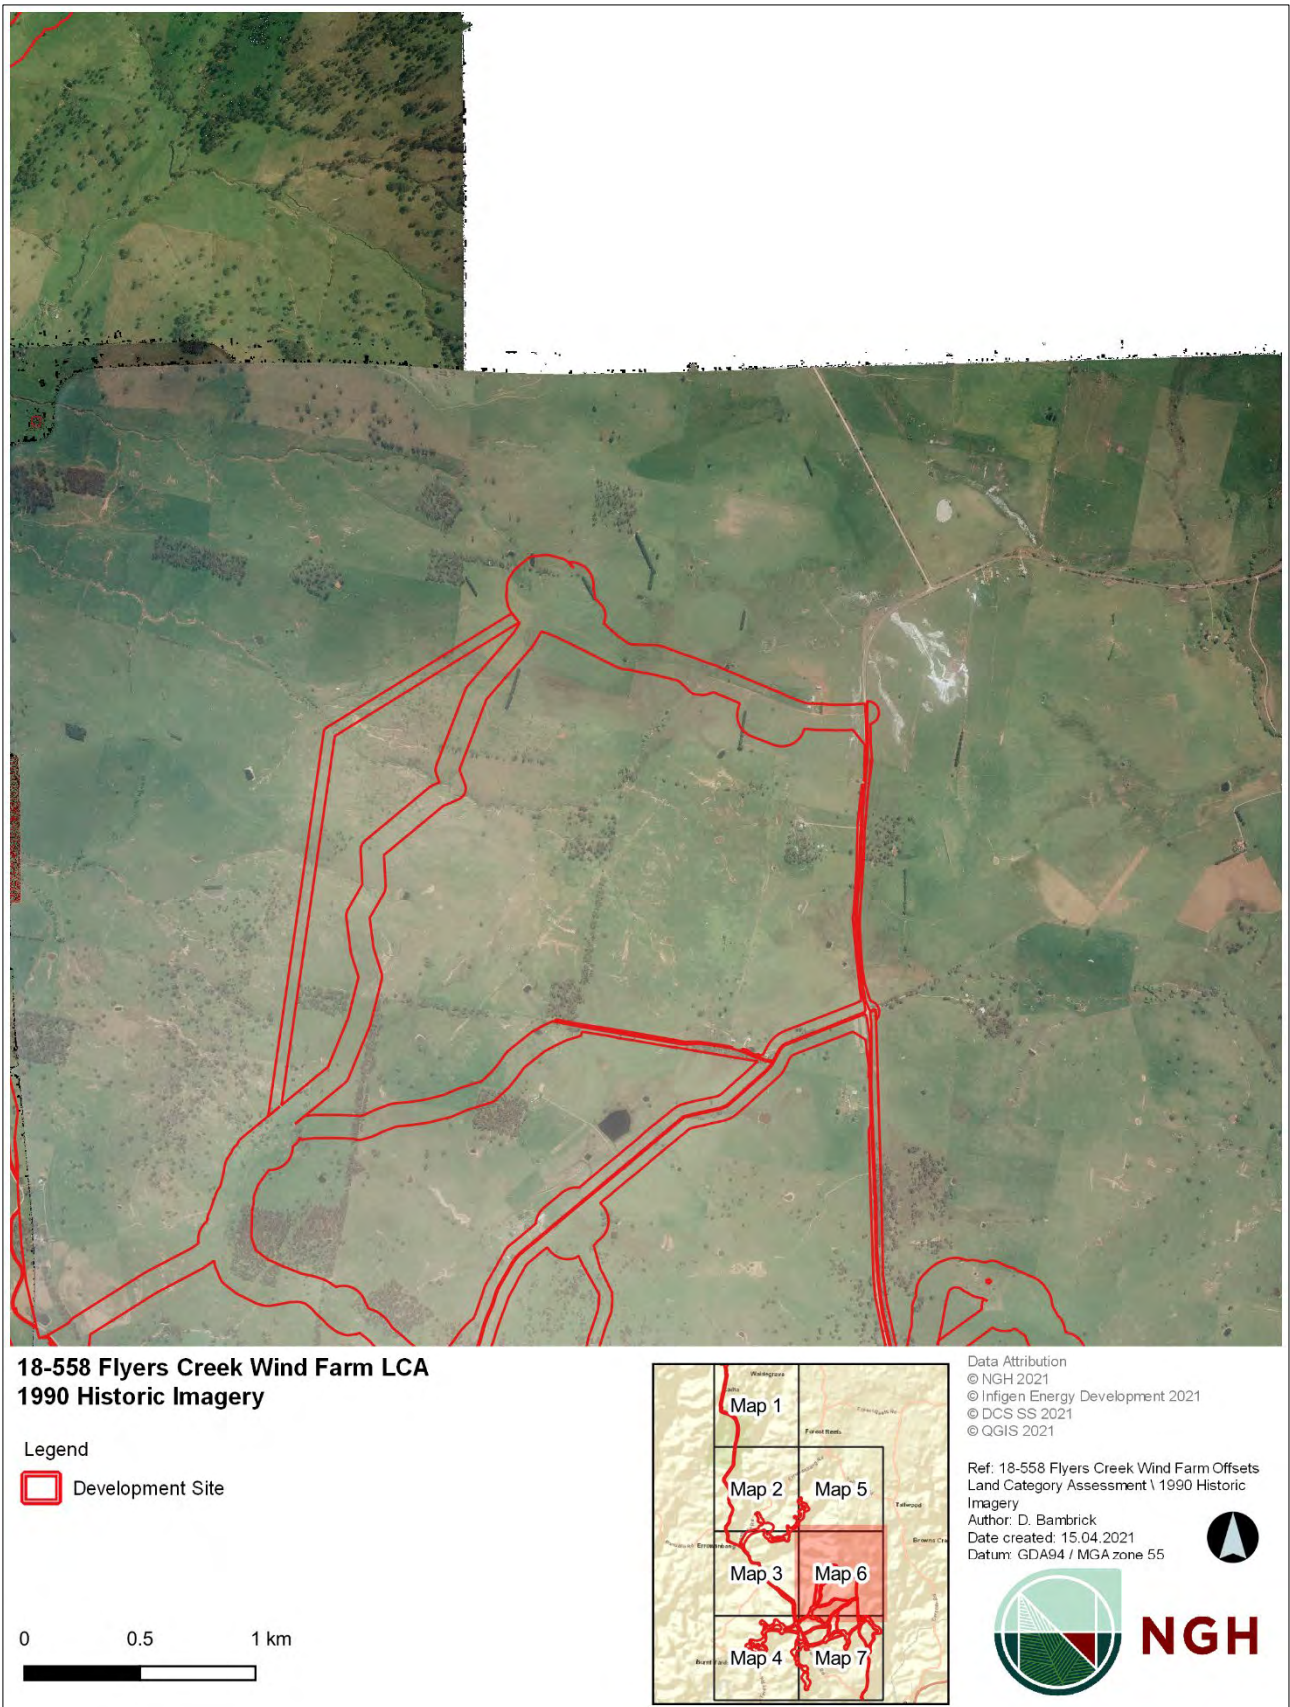 18-558 Flyers Creek Wind Farm LCA
1990 Historic Imagery
Legend
Development Site
0 0.5 1 km
Map 1
Forest Reefs
Map 2
Map 5
Map 3
Map 6
Map 4
Map 7
Data Attribution
© NGH 2021
© Infigen Energy Development 2021
© DCS SS 2021
© QGIS 2021
Ref: 18-558 Flyers Creek Wind Farm Offsets
Land Category Assessment \ 1990 Historic
Imagery
Author: D. Bambrick
Date created: 15.04.2021
Datum: GDA94 / MGA zone 55
NGH